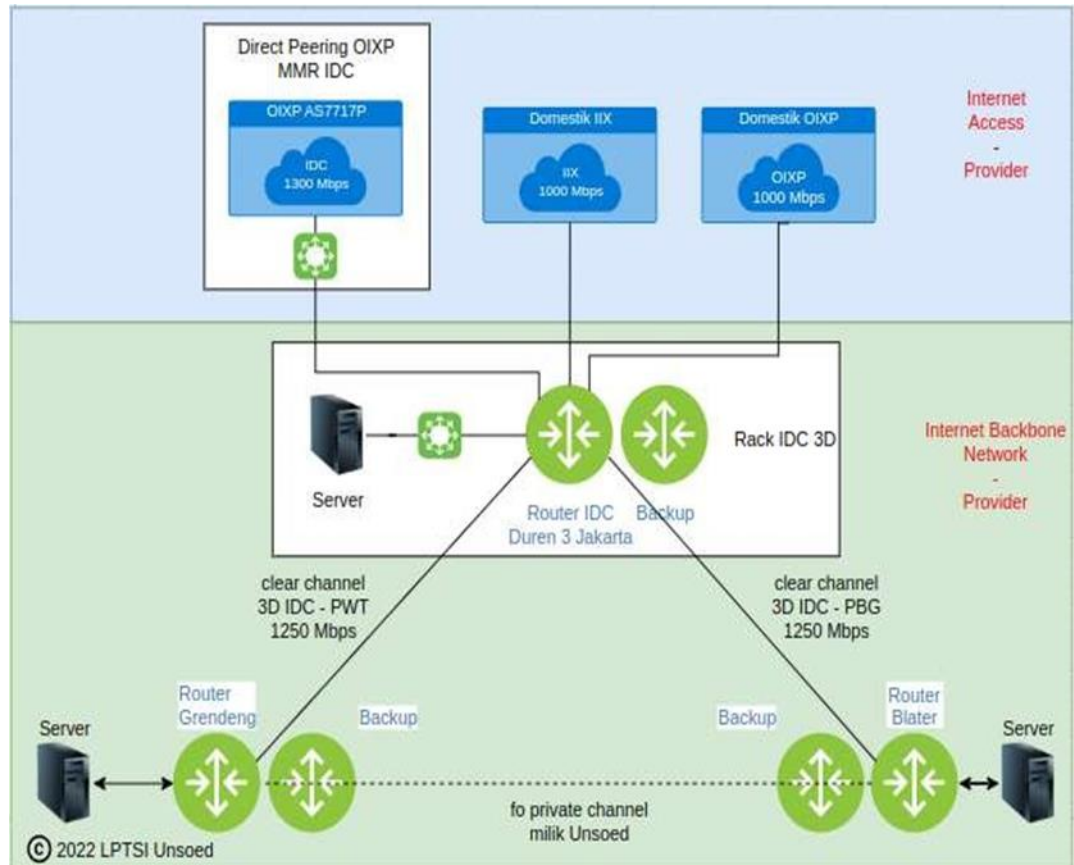 Direct Peering OIXP
MMR IDC
OIXP AS7717P
IDC
1300 Mbps
Domestik IIX
IIX
1000 Mbps
Domestik OIXP
OIXP
1000 Mbps
Internet
Access
-
Provider
Server
Router IDC
Duren 3 Jakarta
Backup
Rack IDC 3D
Internet Backbone
Network
-
Provider
clear channel
3D IDC - PWT
1250 Mbps
clear channel
3D IDC - PBG
1250 Mbps
Server
Router
Grendeng
Backup
Backup
Router
Blater
Server
fo private channel
milik Unsoed
© 2022 LPTSI Unsoed